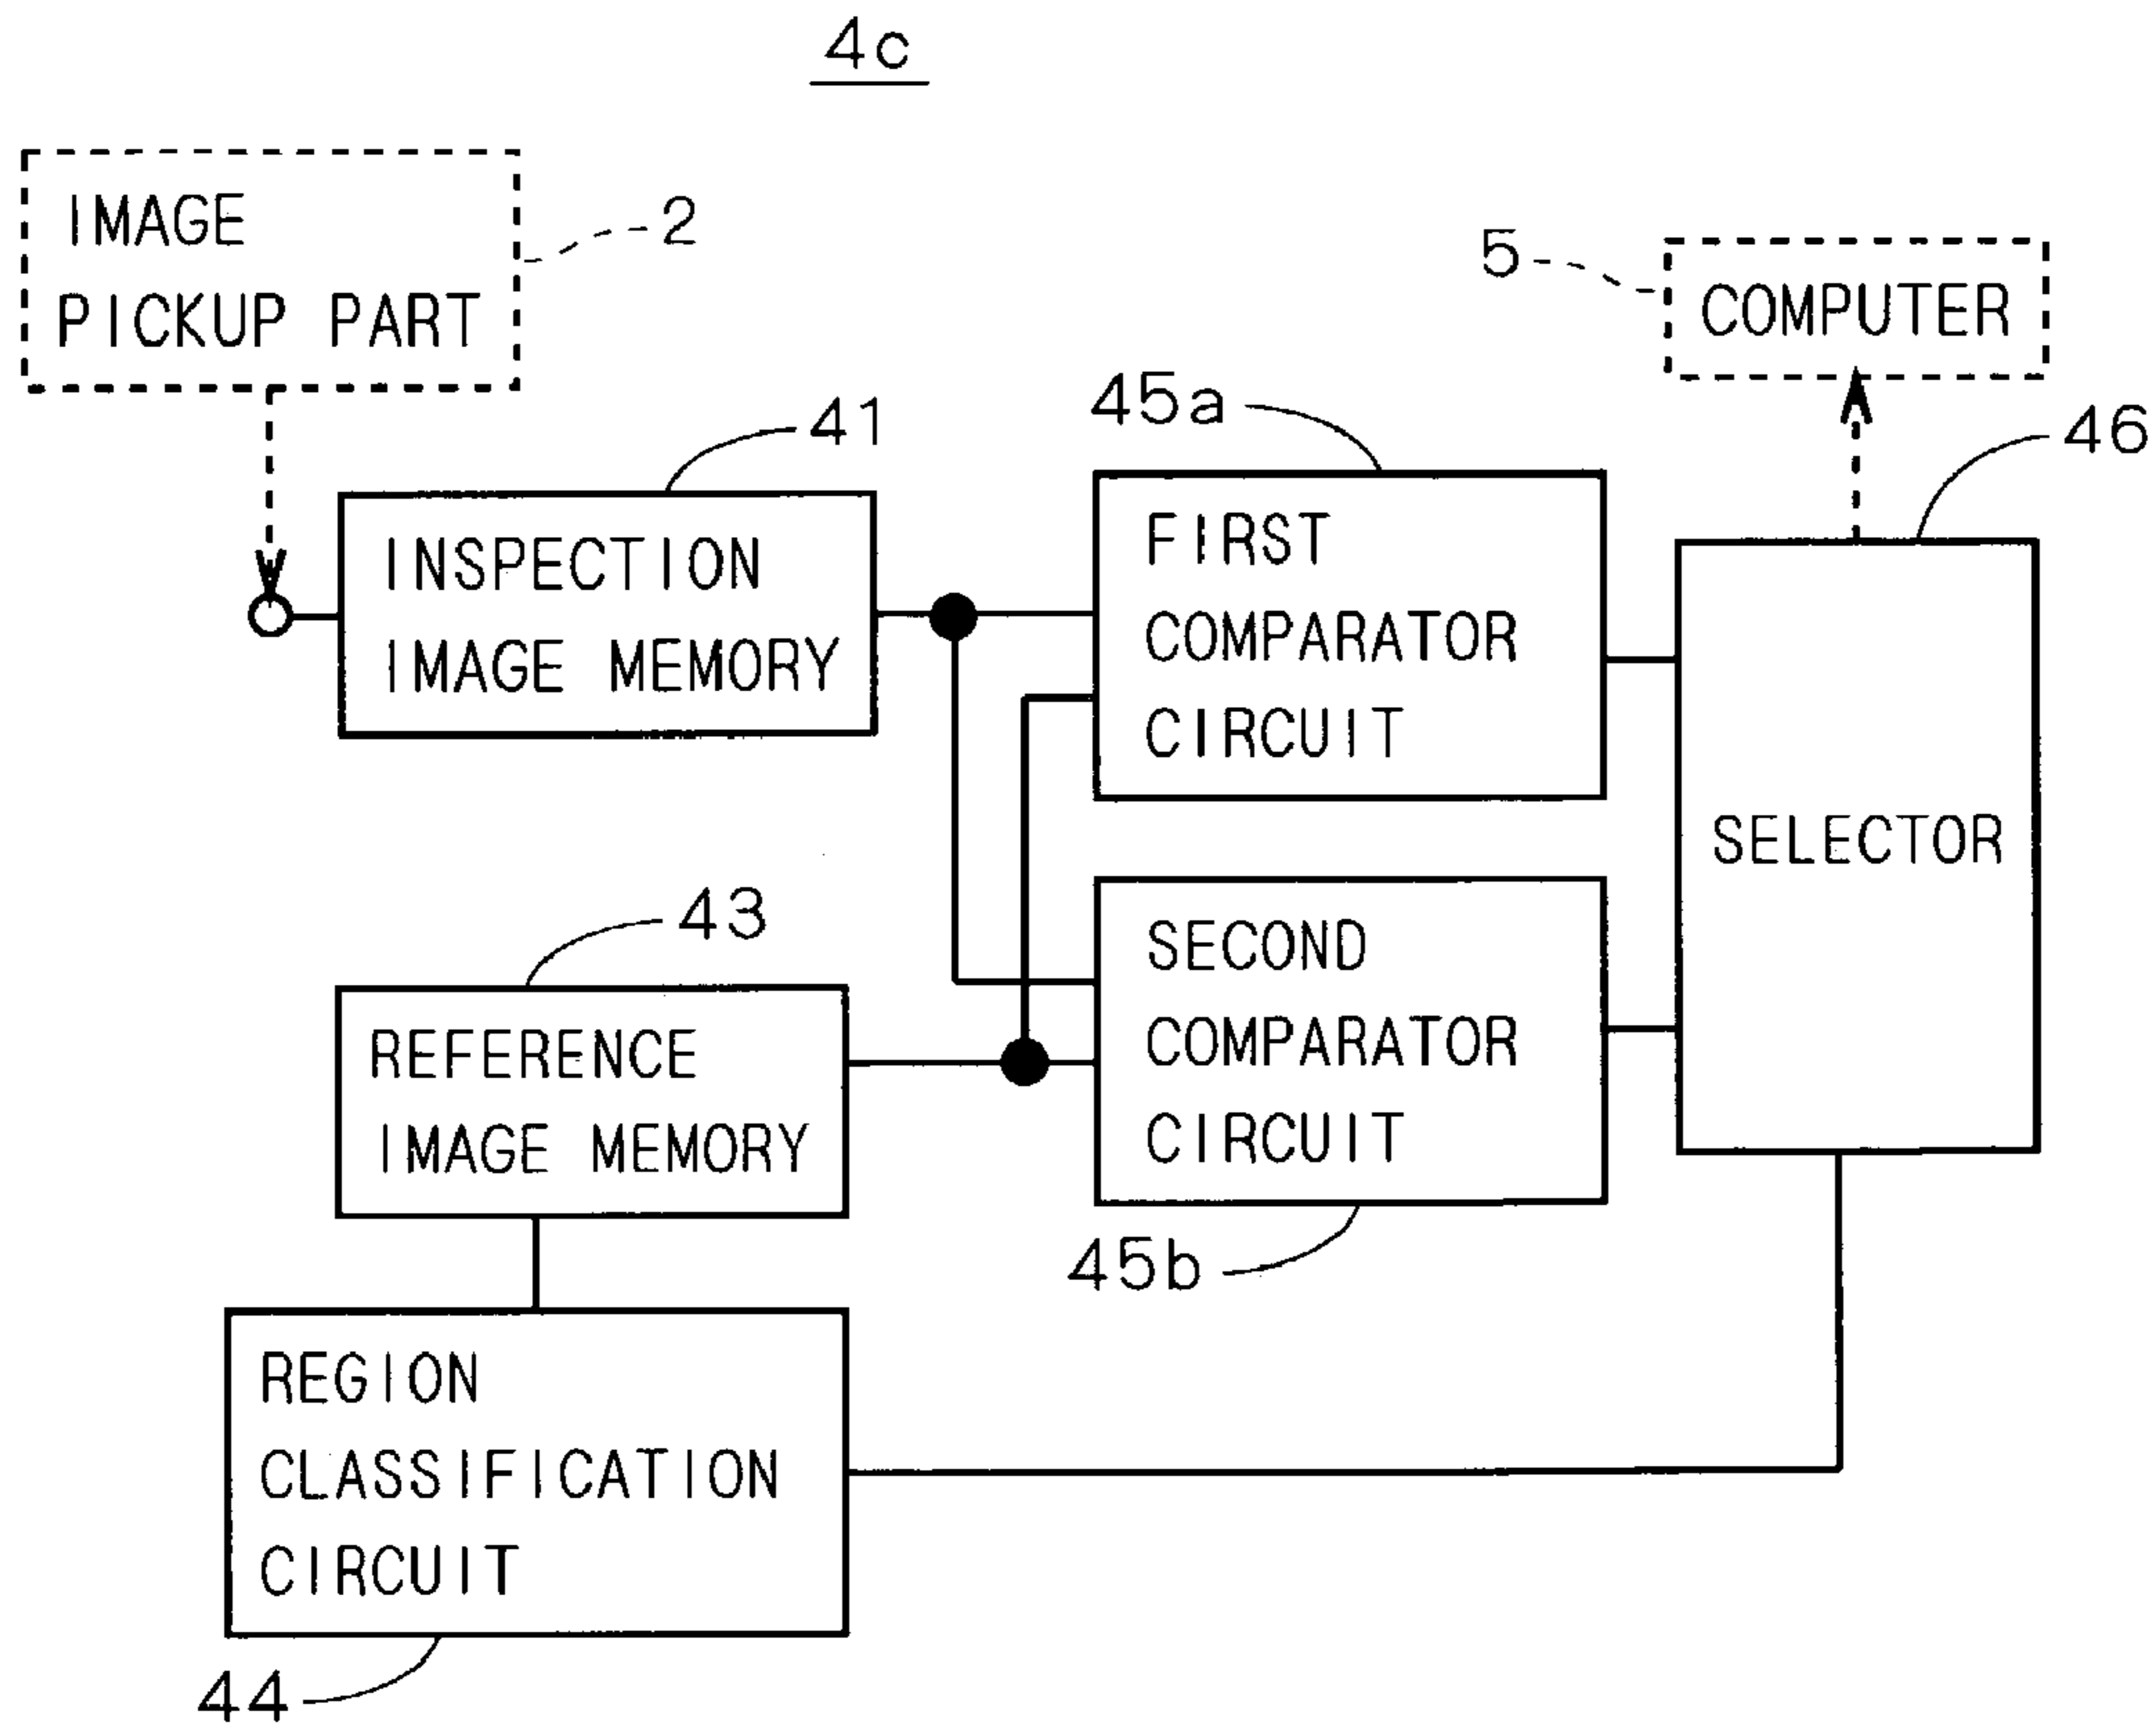 4c
IMAGE
PICKUP PART
2
5
COMPUTER
41
45a
46
INSPECTION
IMAGE MEMORY
FIRST
COMPARATOR
CIRCUIT
SELECTOR
43
REFERENCE
IMAGE MEMORY
SECOND
COMPARATOR
CIRCUIT
45b
REGION
CLASSIFICATION
CIRCUIT
44